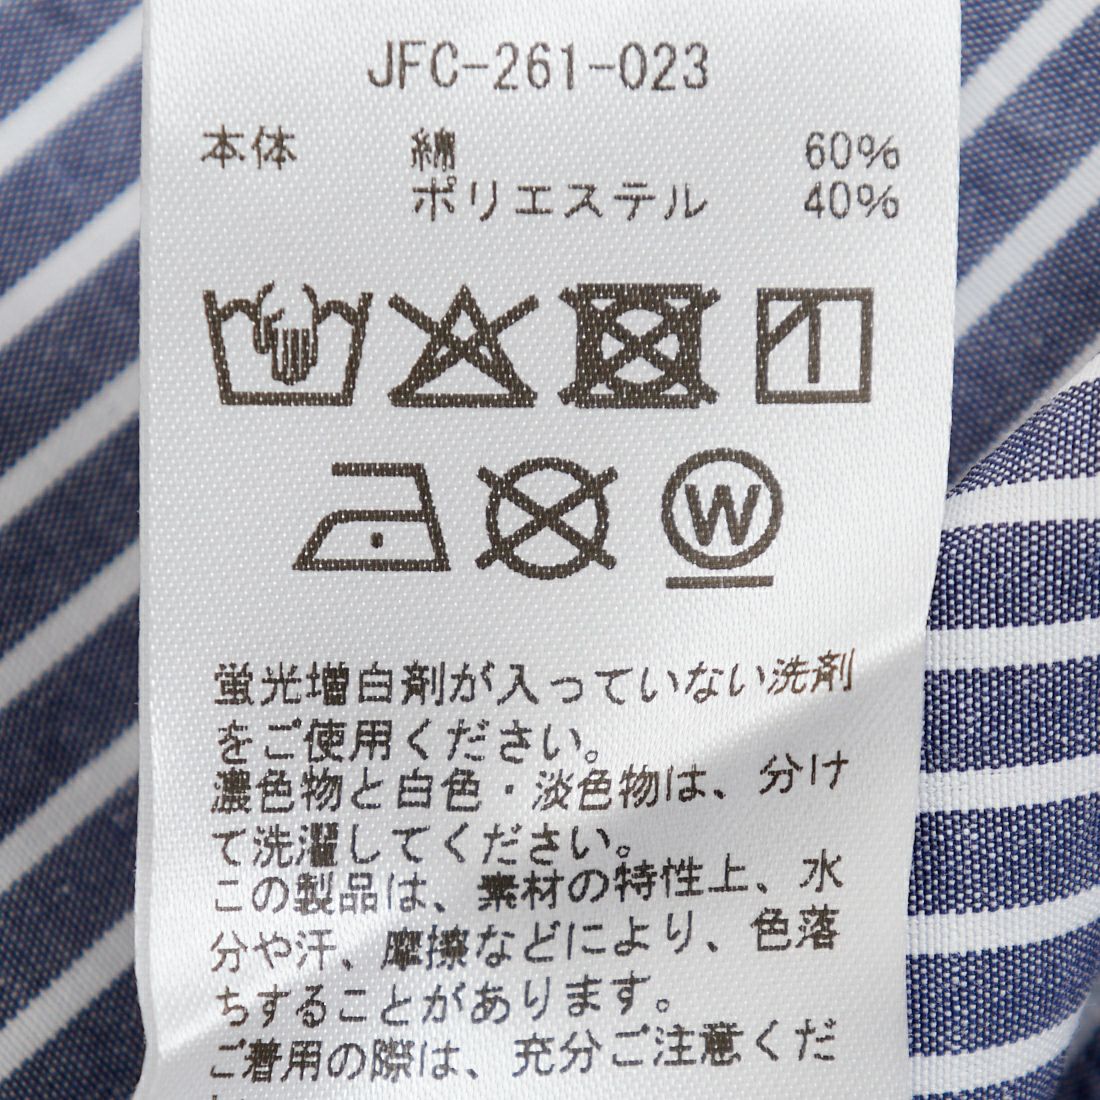 JFC-261-023
本体 綿 60%
ポリエステル 40%
W
蛍光増白剤が入っていない洗剤
をご使用ください。
濃色物と白色・淡色物は、分け
て洗濯してください。
この製品は、素材の特性上、水
分や汗、摩擦などにより、色落
ちすることがあります。
ご着用の際は、充分ご注意くだ